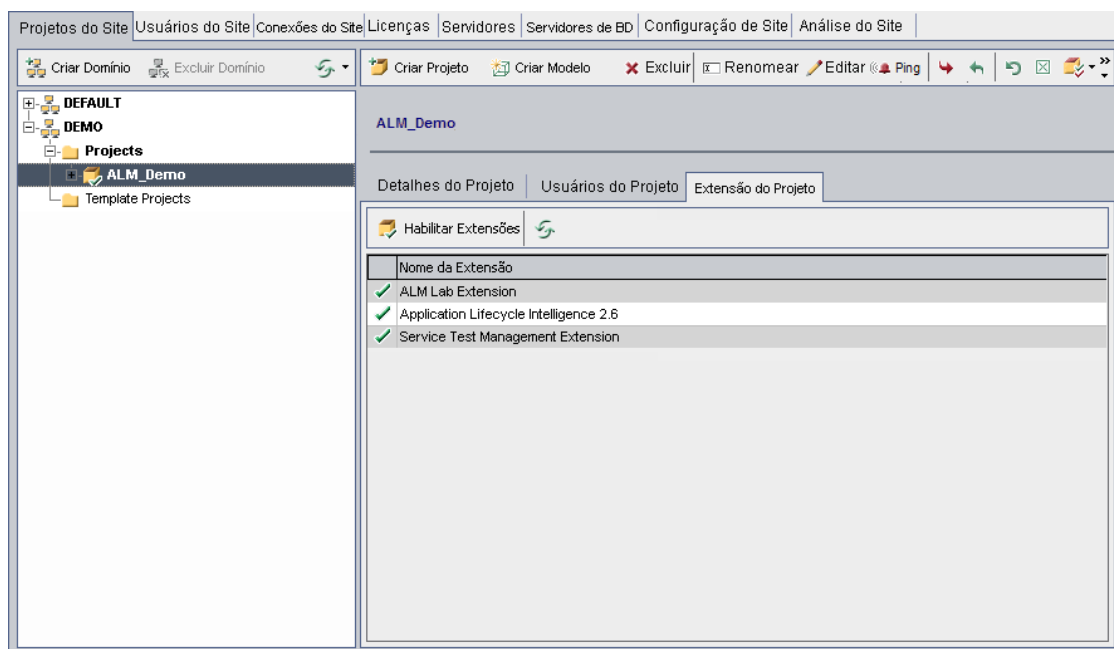 Projetos do Site Usuários do Site Conexões do Site Licenças Servidores Servidores de BD Configuração de Site Análise do Site
Criar Domínio Excluir Domínio
Criar Projeto Criar Modelo Excluir Renomear Editar Ping
DEFAULT
DEMO
Projects
ALM_Demo
Template Projects
ALM_Demo
Detalhes do Projeto Usuários do Projeto Extensão do Projeto
Habilitar Extensões
Nome da Extensão
ALM Lab Extension
Application Lifecycle Intelligence 2.6
Service Test Management Extension